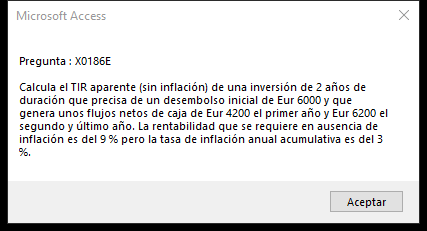 Microsoft Access
Pregunta : X0186E
Calcula el TIR aparente (sin inflación) de una inversión de 2 años de
duración que precisa de un desembolso inicial de Eur 6000 y que
genera unos flujos netos de caja de Eur 4200 el primer año y Eur 6200 el
segundo y último año. La rentabilidad que se requiere en ausencia de
inflación es del 9 % pero la tasa de inflación anual acumulativa es del 3
%.
Aceptar